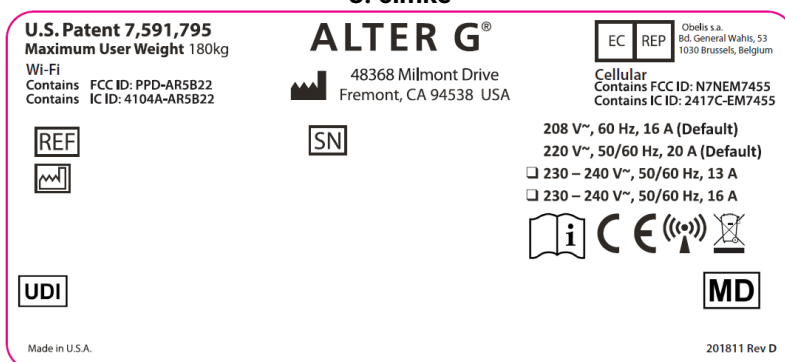 U.S. Patent 7,591,795
Maximum User Weight 180kg
Wi-Fi
Contains FCC ID: PPD-AR5B22
Contains IC ID: 4104A-AR5B22
ALTER G®
48368 Milmont Drive
Fremont, CA 94538 USA
EC REP
Obelis s.a.
Bd. General Wahis, 53
1030 Brussels, Belgium
Cellular
Contains FCC ID: N7NEM7455
Contains IC ID: 2417C-EM7455
REF
SN
208 V~, 60 Hz, 16 A (Default)
220 V~, 50/60 Hz, 20 A (Default)
❑ 230 – 240 V~, 50/60 Hz, 13 A
❑ 230 – 240 V~, 50/60 Hz, 16 A
i CE
UDI
MD
Made in U.S.A.
201811 Rev D